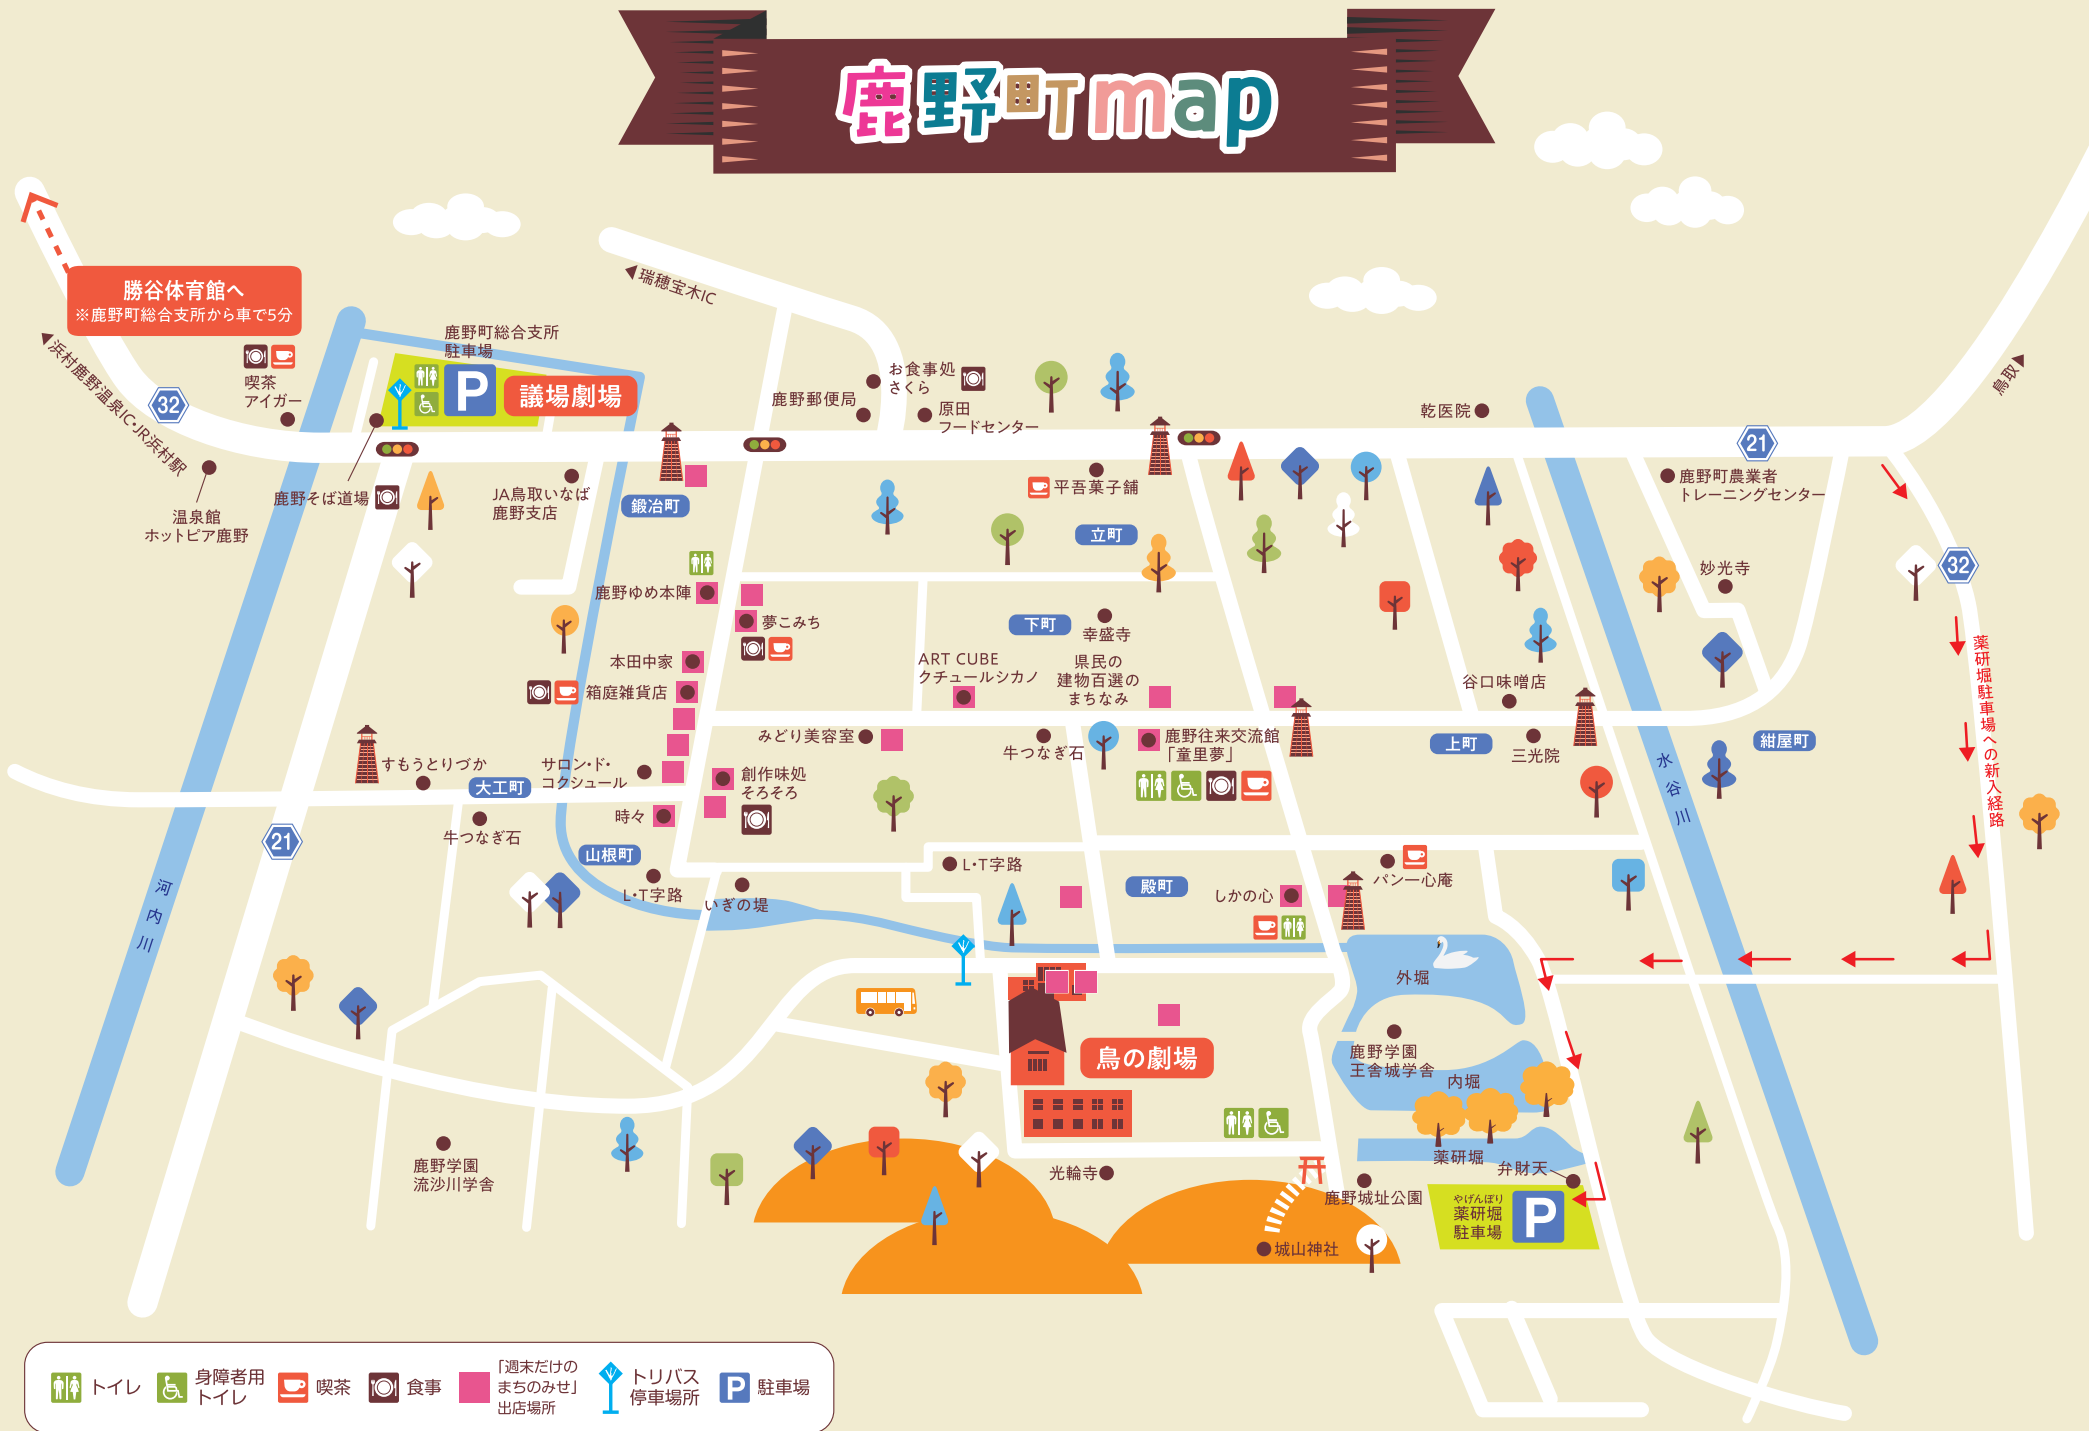 鹿野町map
勝谷体育館へ
※鹿野町総合支所から車で5分
浜村鹿野温泉IC・JR浜村駅
32
喫茶
アイガー
温泉館
ホットピア鹿野
鹿野そば道場
鹿野町総合支所
駐車場
P
議場劇場
瑞穂宝木IC
JA鳥取いなば
鹿野支店
鍛冶町
鹿野郵便局
お食事処
さくら
原田
フードセンター
平吾菓子舗
立町
乾医院
21
鳥取
鹿野町農業者
トレーニングセンター
32
妙光寺
薬研堀駐車場への新入経路
鹿野ゆめ本陣
夢こみち
本田中家
箱庭雑貨店
下町
幸盛寺
ART CUBE
クチュールシカノ
県民の
建物百選の
まちなみ
谷口味噌店
みどり美容室
牛つなぎ石
鹿野往来交流館
「童里夢」
上町
三光院
紺屋町
水谷川
すもうとりづか
大工町
サロン・ド・
コクシュール
創作味処
そろそろ
時々
牛つなぎ石
21
山根町
L・T字路
いぎの堤
L・T字路
殿町
しかの心
パン一心庵
河内川
外堀
鹿野学園
王舎城学舎
内堀
鳥の劇場
薬研堀
弁財天
鹿野学園
流沙川学舎
光輪寺
鹿野城址公園
やげんぼり
薬研堀
駐車場
P
城山神社
トイレ
身障者用
トイレ
喫茶
食事
「週末だけの
まちのみせ」
出店場所
トリバス
停車場所
P
駐車場